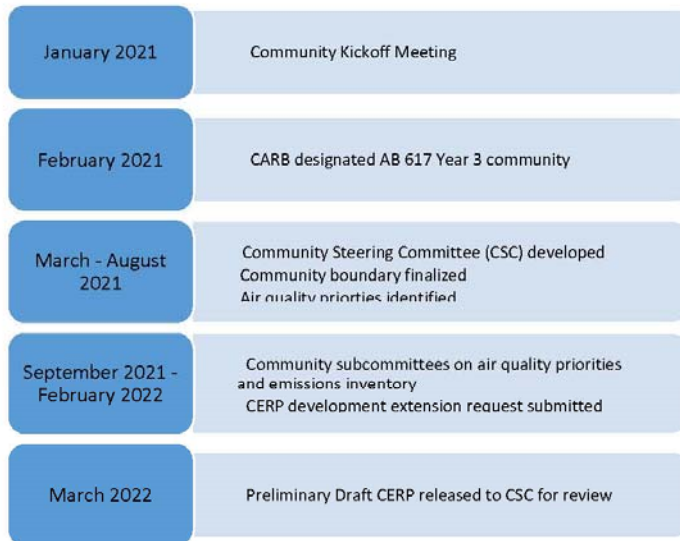 January 2021
Community Kickoff Meeting
February 2021
CARB designated AB 617 Year 3 community
March - August
2021
Community Steering Committee (CSC) developed
Community boundary finalized
Air quality priorties identified
September 2021 -
February 2022
Community subcommittees on air quality priorities
and emissions inventory
CERP development extension request submitted
March 2022
Preliminary Draft CERP released to CSC for review